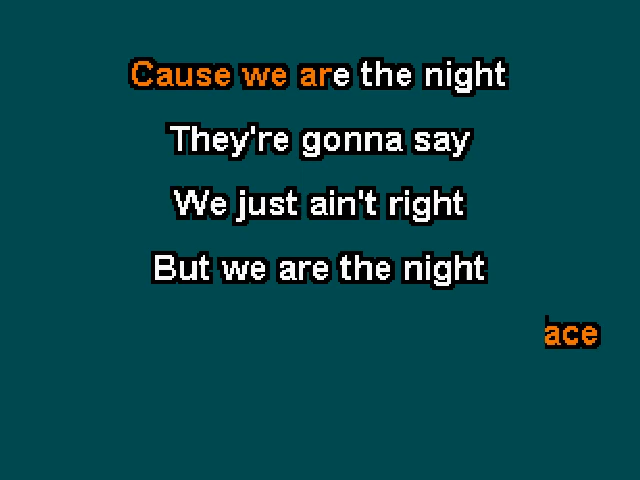 Cause we are the night
They're gonna say
We just ain't right
But we are the night
ace